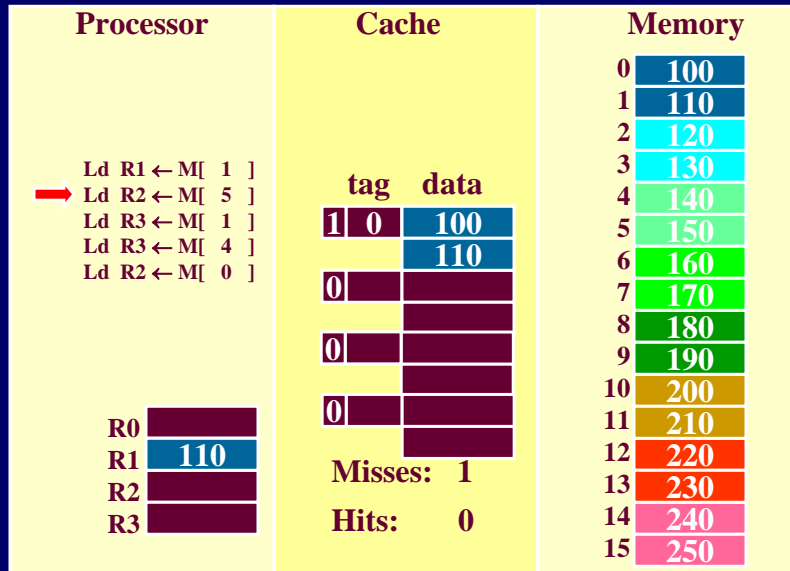 Processor
Ld R1 ← M[ 1 ]
Ld R2 ← M[ 5 ]
Ld R3 ← M[ 1 ]
Ld R3 ← M[ 4 ]
Ld R2 ← M[ 0 ]
R0
R1 110
R2
R3
Cache
tag data
1 0 100
110
0
0
0
Misses: 1
Hits: 0
Memory
0 100
1 110
2 120
3 130
4 140
5 150
6 160
7 170
8 180
9 190
10 200
11 210
12 220
13 230
14 240
15 250